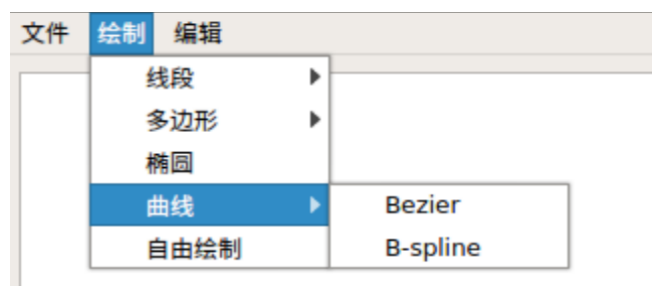 文件 绘制 编辑
线段
多边形
椭圆
曲线 Bezier
自由绘制 B-spline